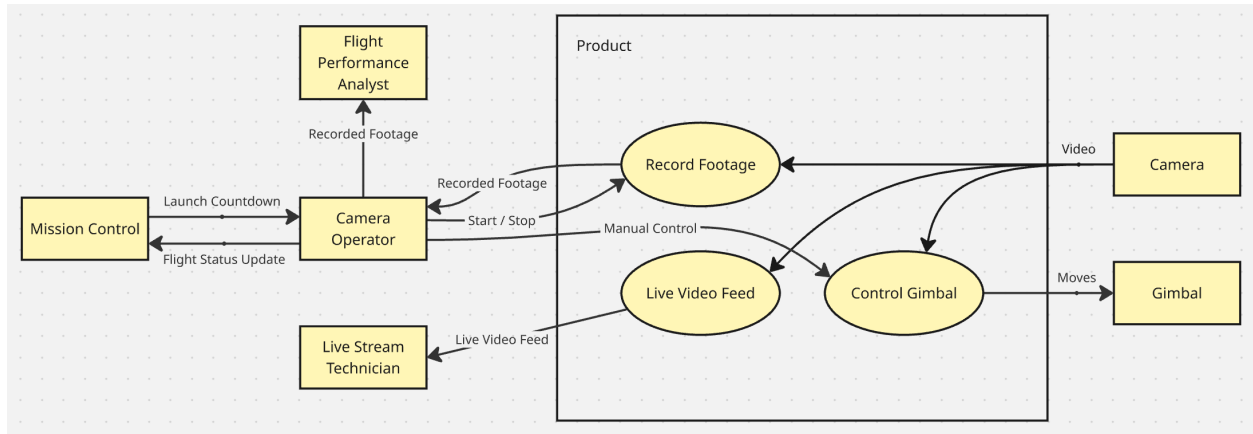 Flight
Performance
Analyst
Product
Recorded Footage
Video
Record Footage
Camera
Recorded Footage
Launch Countdown
Mission Control
Camera
Operator
Start / Stop
Manual Control
Flight Status Update
Live Video Feed
Control Gimbal
Moves
Gimbal
Live Video Feed
Live Stream
Technician